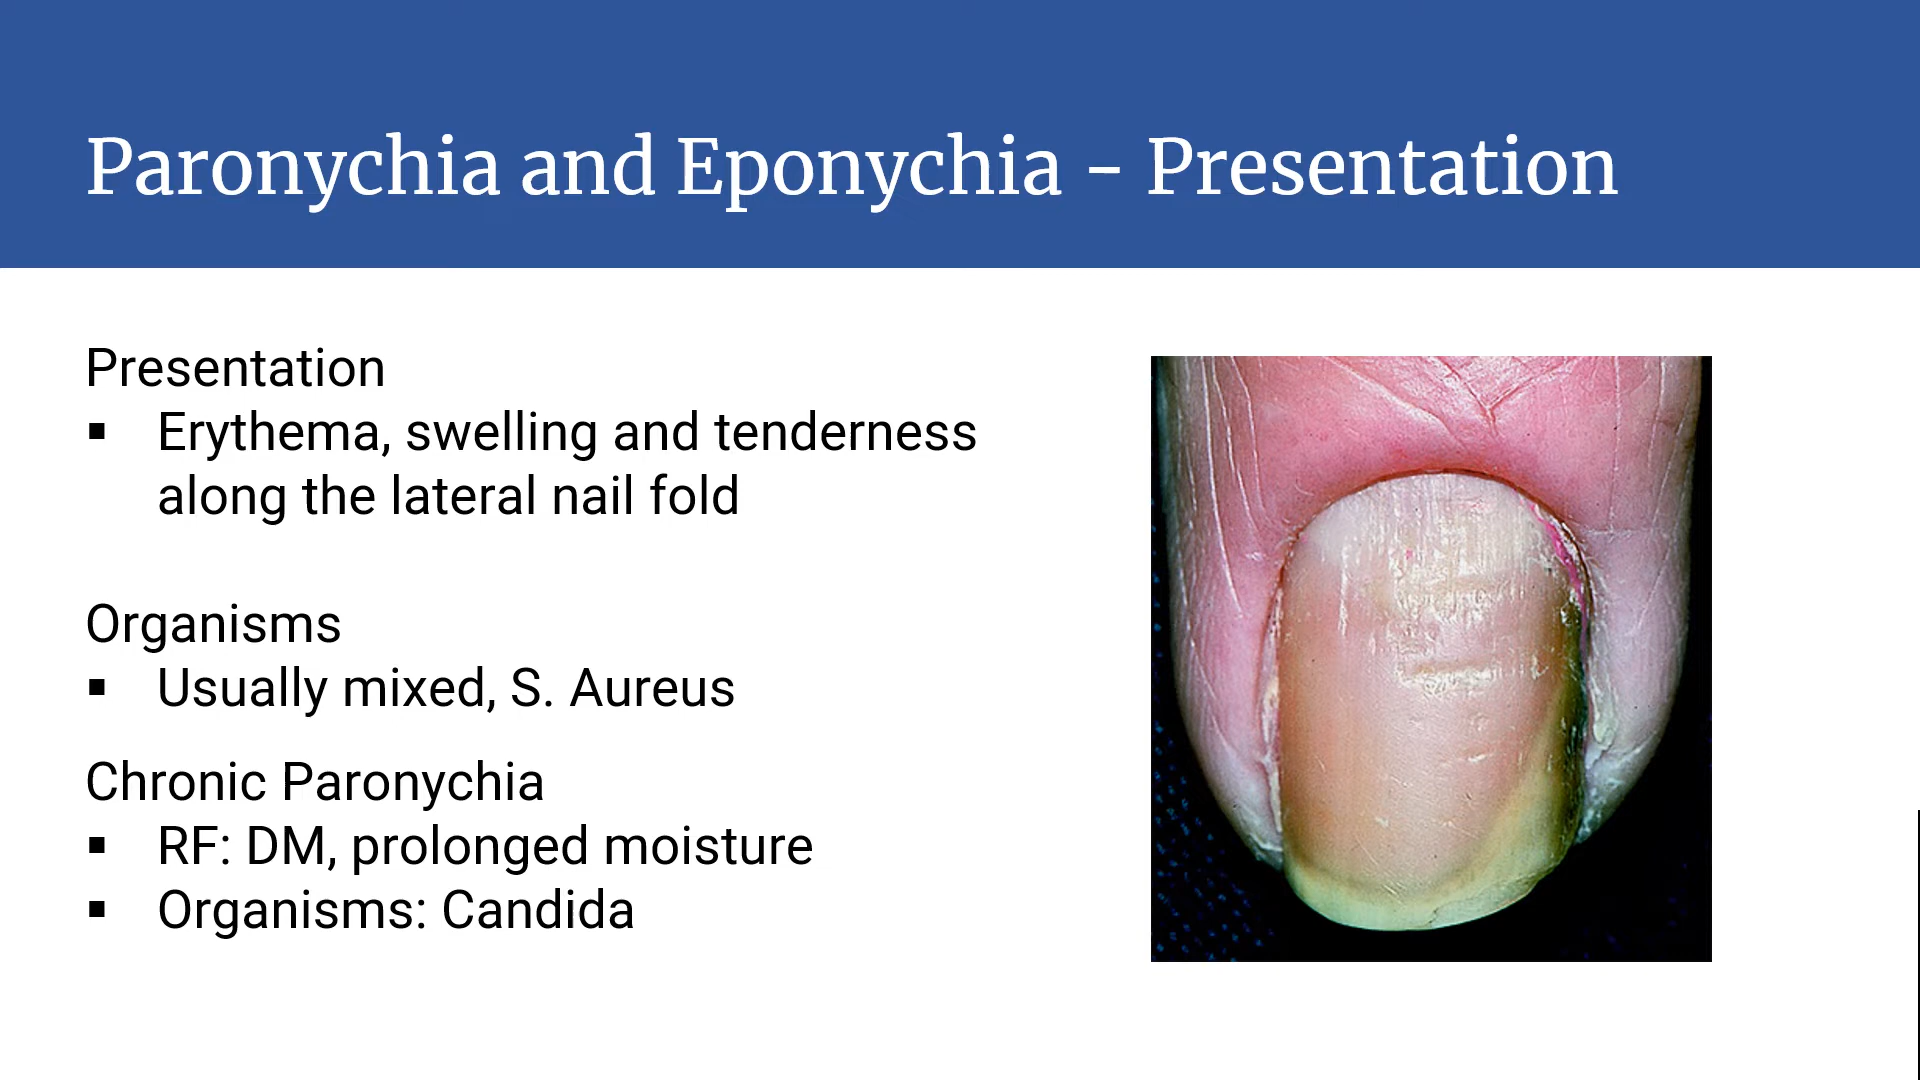 Paronychia and Eponychia - Presentation
Presentation
▪ Erythema, swelling and tenderness
along the lateral nail fold
Organisms
▪ Usually mixed, S. Aureus
Chronic Paronychia
▪ RF: DM, prolonged moisture
▪ Organisms: Candida